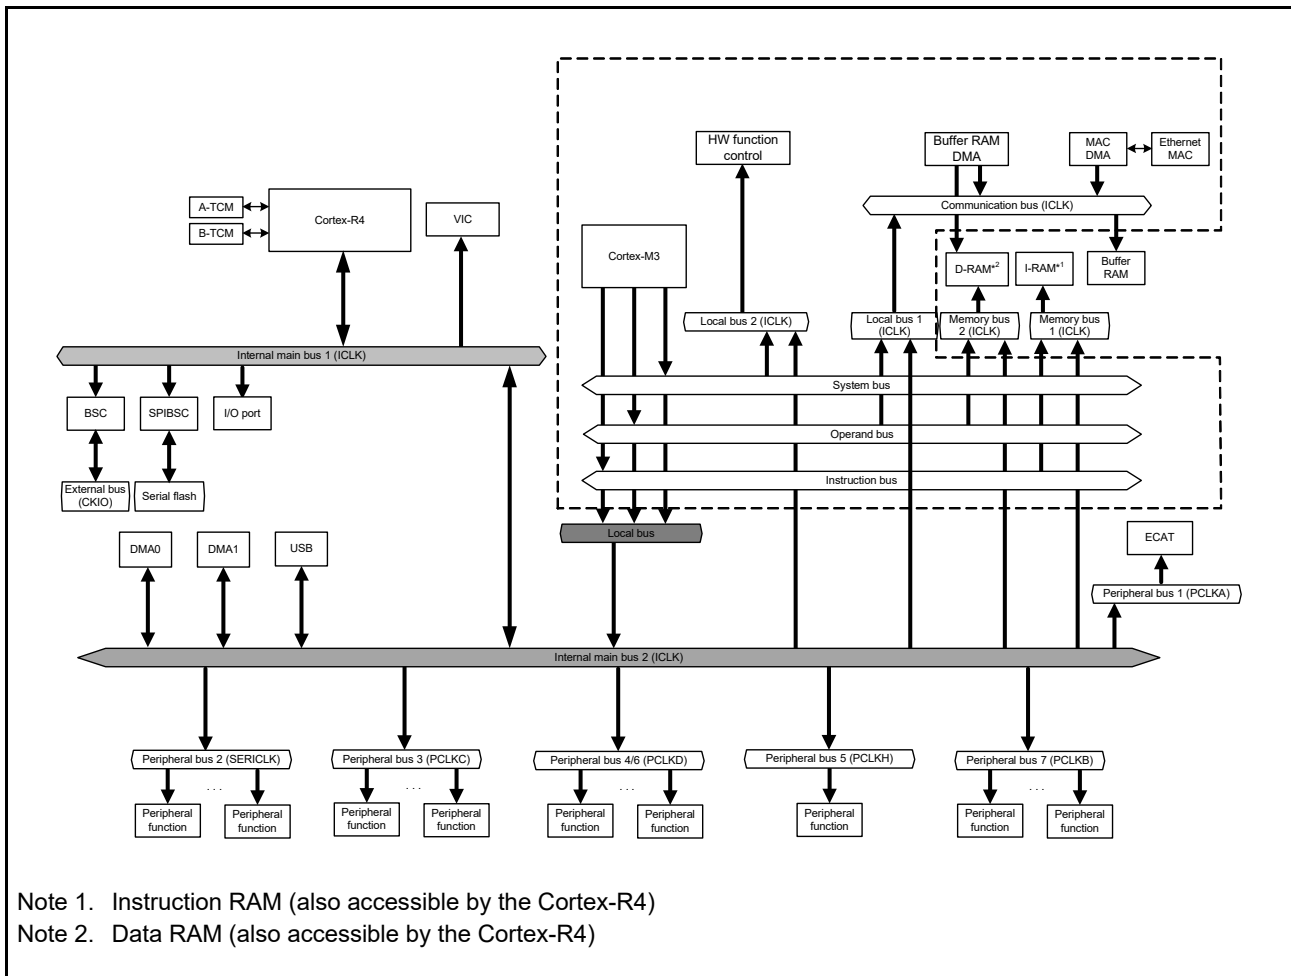 HW function
control
Buffer RAM
DMA
MAC
DMA
Ethernet
MAC
A-TCM
B-TCM
Cortex-R4
VIC
Communication bus (ICLK)
Cortex-M3
D-RAM*2
I-RAM*1
Buffer
RAM
Local bus 2 (ICLK)
Local bus 1
(ICLK)
Memory bus
2 (ICLK)
Memory bus
1 (ICLK)
Internal main bus 1 (ICLK)
System bus
BSC
SPIBSC
I/O port
Operand bus
Instruction bus
External bus
(CKIO)
Serial flash
Local bus
DMA0
DMA1
USB
ECAT
Peripheral bus 1 (PCLKA)
Internal main bus 2 (ICLK)
Peripheral bus 2 (SERICLK)
Peripheral bus 3 (PCLKC)
Peripheral bus 4/6 (PCLKD)
Peripheral bus 5 (PCLKH)
Peripheral bus 7 (PCLKB)
. . .
. . .
. . .
. . .
Peripheral
function
Peripheral
function
Peripheral
function
Peripheral
function
Peripheral
function
Peripheral
function
Peripheral
function
Peripheral
function
Peripheral
function
Note 1. Instruction RAM (also accessible by the Cortex-R4)
Note 2. Data RAM (also accessible by the Cortex-R4)